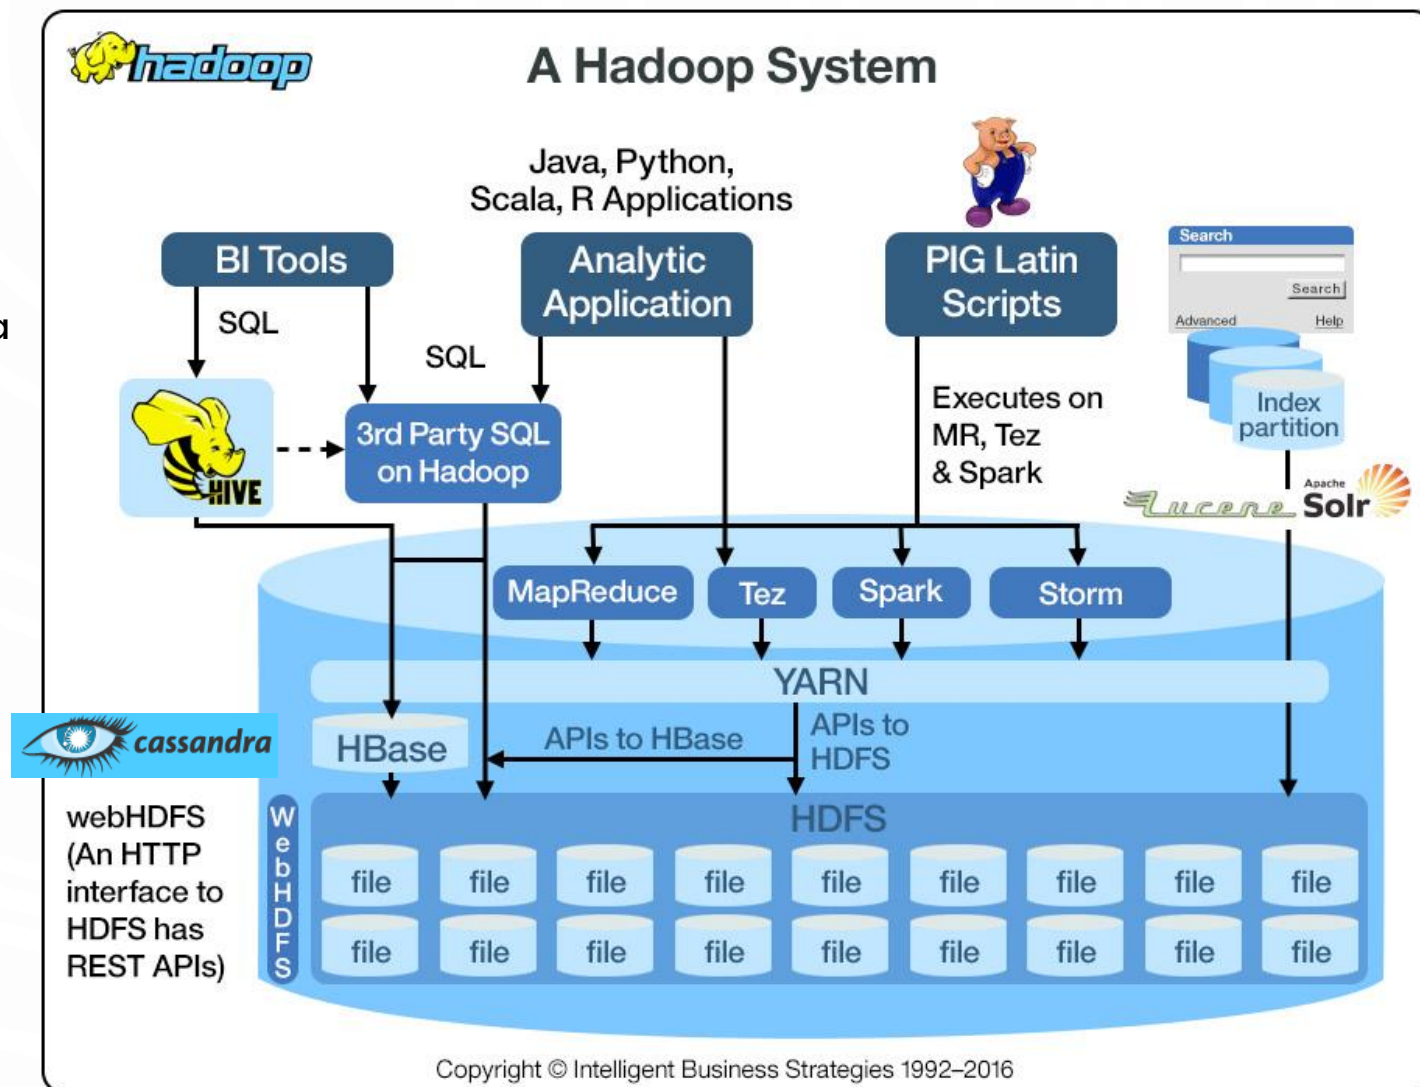 hadoop
A Hadoop System
Java, Python,
Scala, R Applications
BI Tools
Analytic
Application
PIG Latin
Scripts
Search
Search
Advanced
Help
a
SQL
SQL
HIVE
3rd Party SQL
on Hadoop
Executes on
MR, Tez
& Spark
Index
partition
Lucene
Apache
Solr
MapReduce
Tez
Spark
Storm
YARN
cassandra
HBase
APIs to HBase
APIs to
HDFS
webHDFS
(An HTTP
interface to
HDFS has
REST APIs)
WebHDFS
HDFS
file file file file file file file file file
file file file file file file file file file
Copyright © Intelligent Business Strategies 1992–2016